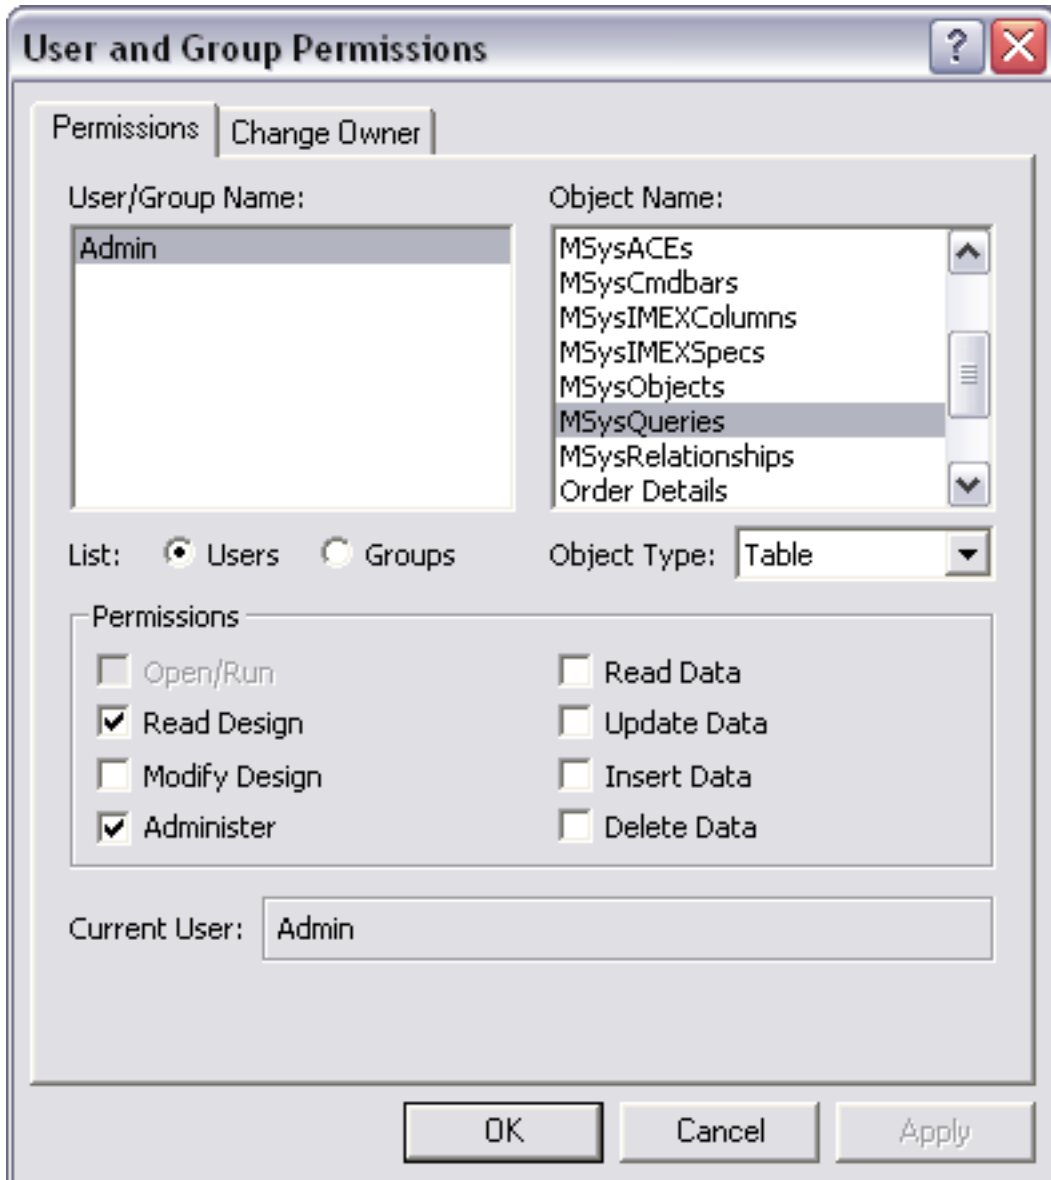 User and Group Permissions
Permissions
Change Owner
User/Group Name:
Admin
Object Name:
MSysACEs
MSysCmdbars
MSysIMEXColumns
MSysIMEXSpecs
MSysObjects
MSysQueries
MSysRelationships
Order Details
List:
Users
Groups
Object Type:
Table
Permissions
Open/Run
Read Design
Modify Design
Administer
Read Data
Update Data
Insert Data
Delete Data
Current User:
Admin
OK
Cancel
Apply